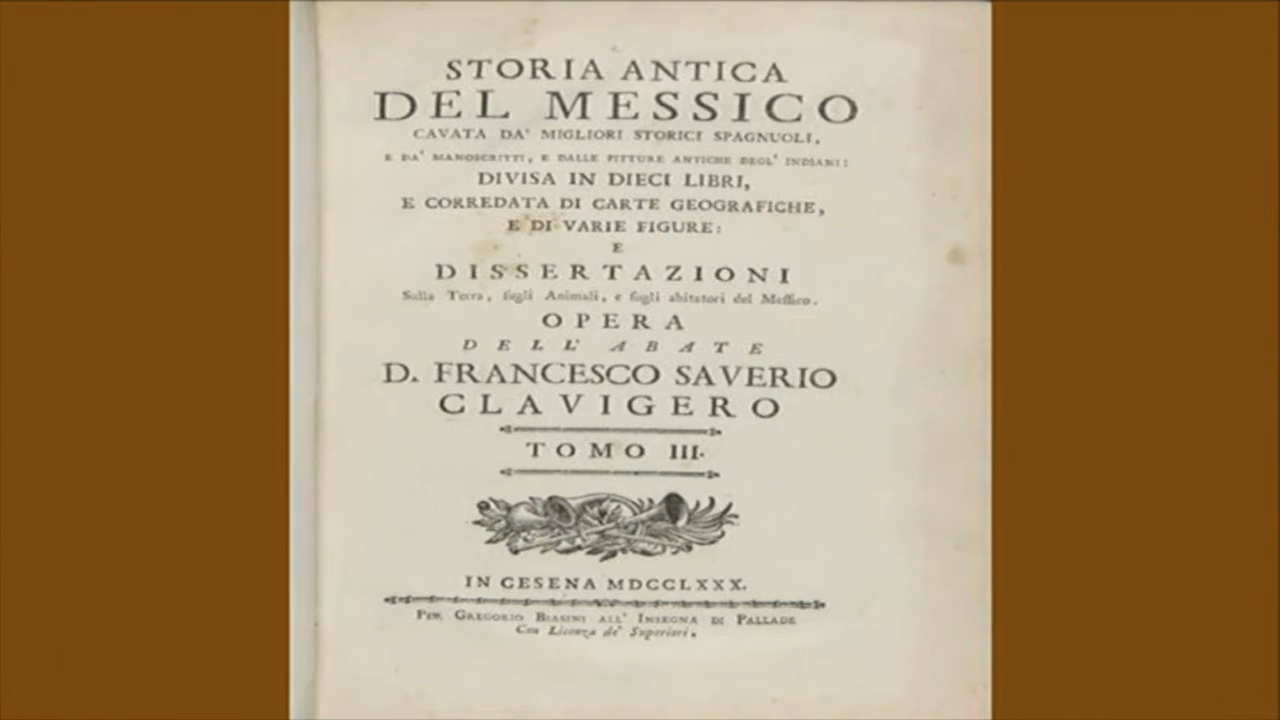 STORIA ANTICA
DEL MESSICO
CAVATA DA' MIGLIORI STORICI SPAGNUOLI,
E DA' MANOSCRITTI, E DALLE PITTURE ANTICHE DEGL' INDIANI:
DIVISA IN DIECI LIBRI,
E CORREDATA DI CARTE GEOGRAFICHE,
E DI VARIE FIGURE:
E
DISSERTAZIONI
Sulla Terra, sugli Animali, e sugli abitatori del Messico.
OPERA
DELL' ABATE
D. FRANCESCO SAVERIO
CLAVIGERO
TOMO III.
IN CESENA MDCCLXXX.
PER GREGORIO BIASINI ALL' INSEGNA DI PALLADE
Con Licenza de' Superiori.